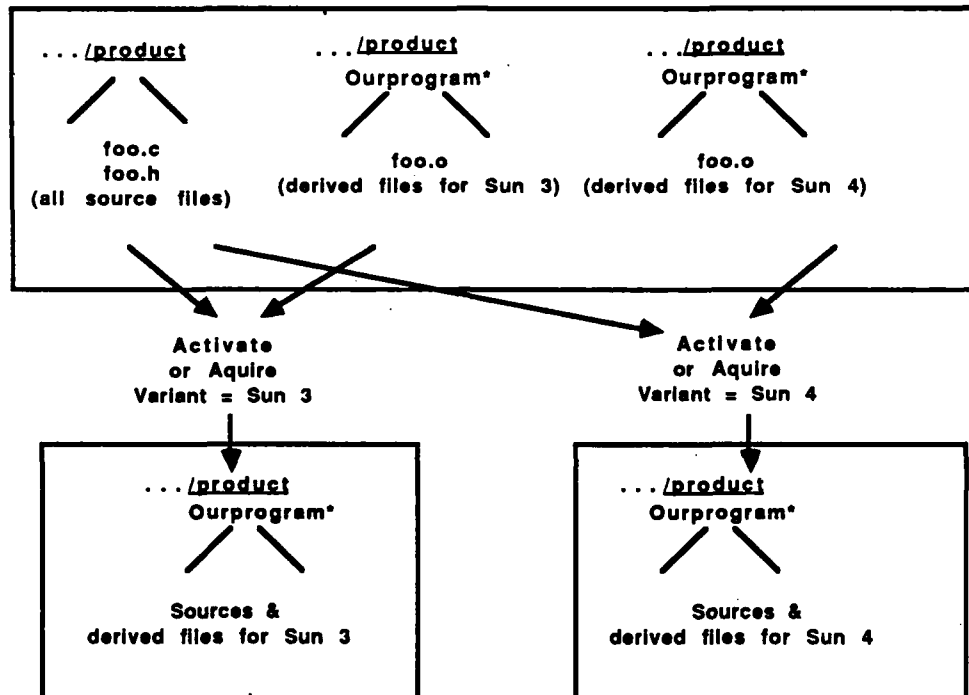 .../product
foo.c
foo.h
(all source files)
.../product
Ourprogram*
foo.o
(derived files for Sun 3)
.../product
Ourprogram*
foo.o
(derived files for Sun 4)
Activate
or Aquire
Variant = Sun 3
Activate
or Aquire
Variant = Sun 4
.../product
Ourprogram*
Sources &
derived files for Sun 3
.../product
Ourprogram*
Sources &
derived files for Sun 4